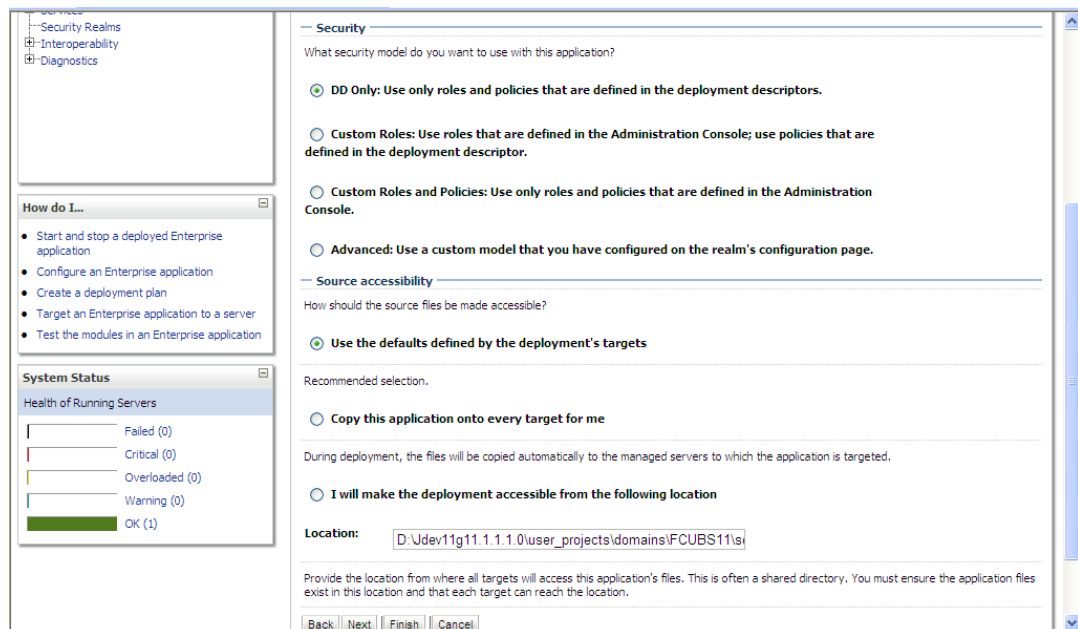 Services
Security Realms
Interoperability
Diagnostics
How do I...
Start and stop a deployed Enterprise
application
Configure an Enterprise application
Create a deployment plan
Target an Enterprise application to a server
Test the modules in an Enterprise application
System Status
Health of Running Servers
Failed (0)
Critical (0)
Overloaded (0)
Warning (0)
OK (1)
Security
What security model do you want to use with this application?
DD Only: Use only roles and policies that are defined in the deployment descriptors.
Custom Roles: Use roles that are defined in the Administration Console; use policies that are
defined in the deployment descriptor.
Custom Roles and Policies: Use only roles and policies that are defined in the Administration
Console.
Advanced: Use a custom model that you have configured on the realm's configuration page.
Source accessibility
How should the source files be made accessible?
Use the defaults defined by the deployment's targets
Recommended selection.
Copy this application onto every target for me
During deployment, the files will be copied automatically to the managed servers to which the application is targeted.
I will make the deployment accessible from the following location
Location: D:\Jdev11g11.1.1.1.0\user_projects\domains\FCUBS11\se
Provide the location from where all targets will access this application's files. This is often a shared directory. You must ensure the application files
exist in this location and that each target can reach the location.
Back Next Finish Cancel